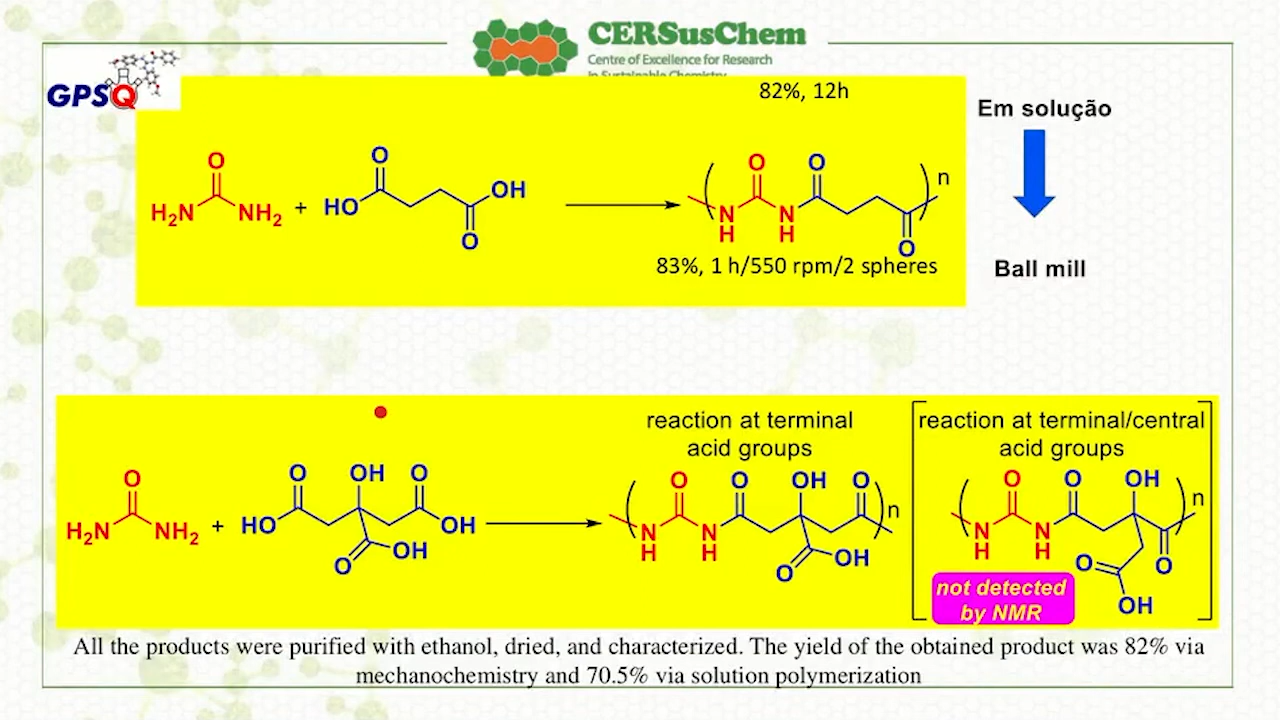 CERSusChem
Centre of Excellence for Research
in Sustainable Chemistry
GPSQ
82%, 12h
Em solução
O
H₂N NH₂ + HO O OH O
( N H O N H O O ) n
83%, 1 h/550 rpm/2 spheres
Ball mill
reaction at terminal
acid groups
reaction at terminal/central
acid groups
O
H₂N NH₂ + HO O OH O OH O OH
( N H O N H O OH O O OH ) n
( N H O N H O OH O O OH ) n
not detected
by NMR
All the products were purified with ethanol, dried, and characterized. The yield of the obtained product was 82% via
mechanochemistry and 70.5% via solution polymerization